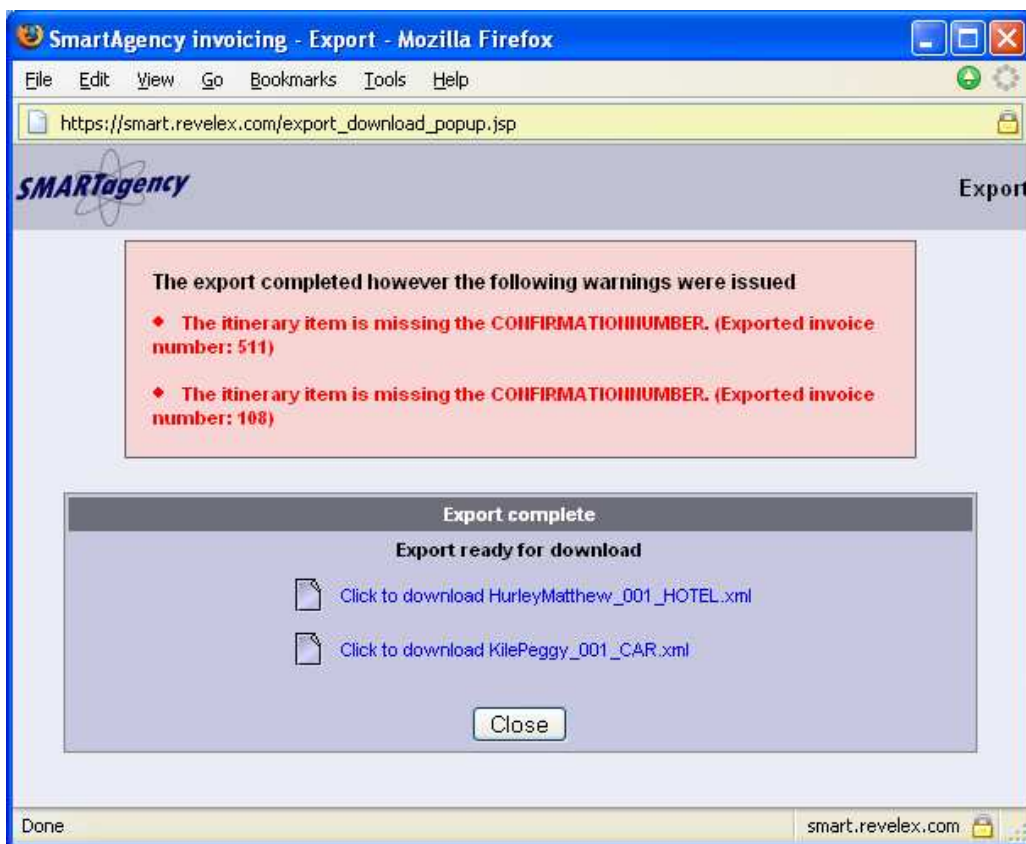 SmartAgency invoicing - Export - Mozilla Firefox
File Edit View Go Bookmarks Tools Help
https://smart.revelex.com/export_download_popup.jsp
SMARTagency
Export
The export completed however the following warnings were issued
The itinerary item is missing the CONFIRMATIONNUMBER. (Exported invoice
number: 511)
The itinerary item is missing the CONFIRMATIONNUMBER. (Exported invoice
number: 108)
Export complete
Export ready for download
Click to download HurleyMatthew_001_HOTEL.xml
Click to download KilePeggy_001_CAR.xml
Close
Done
smart.revelex.com